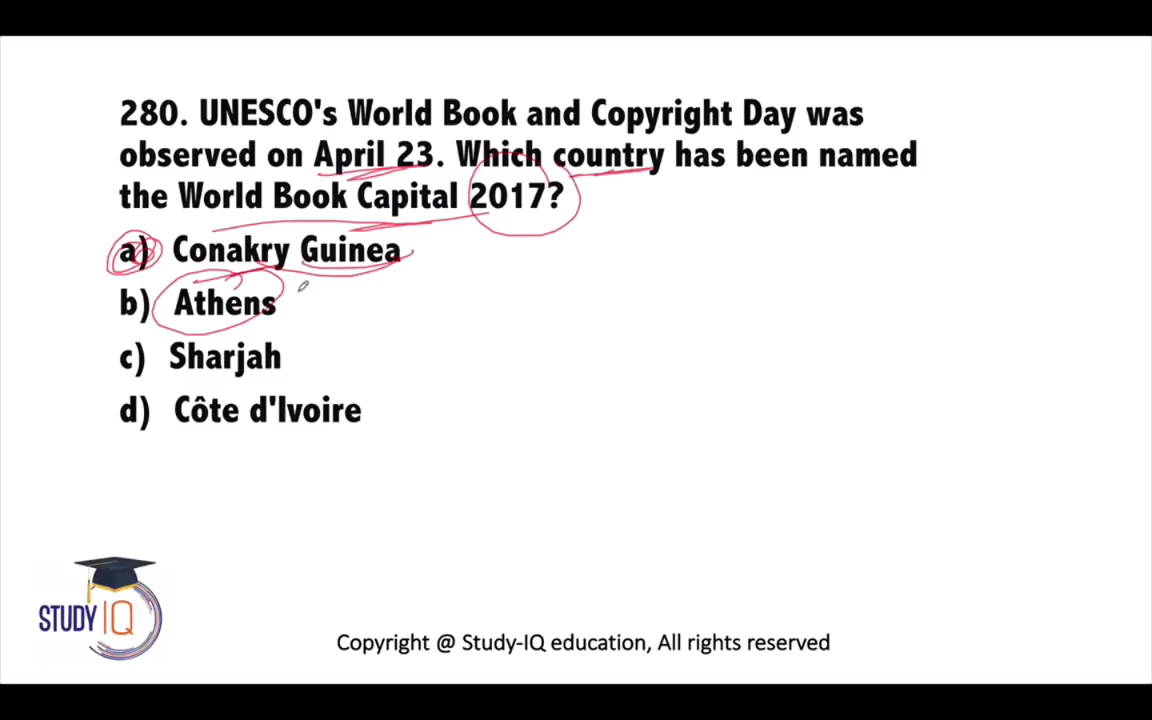 280. UNESCO's World Book and Copyright Day was
observed on April 23. Which country has been named
the World Book Capital 2017?
a) Conakry Guinea
b) Athens
c) Sharjah
d) Côte d'Ivoire
STUDY IQ
Copyright @ Study-IQ education, All rights reserved